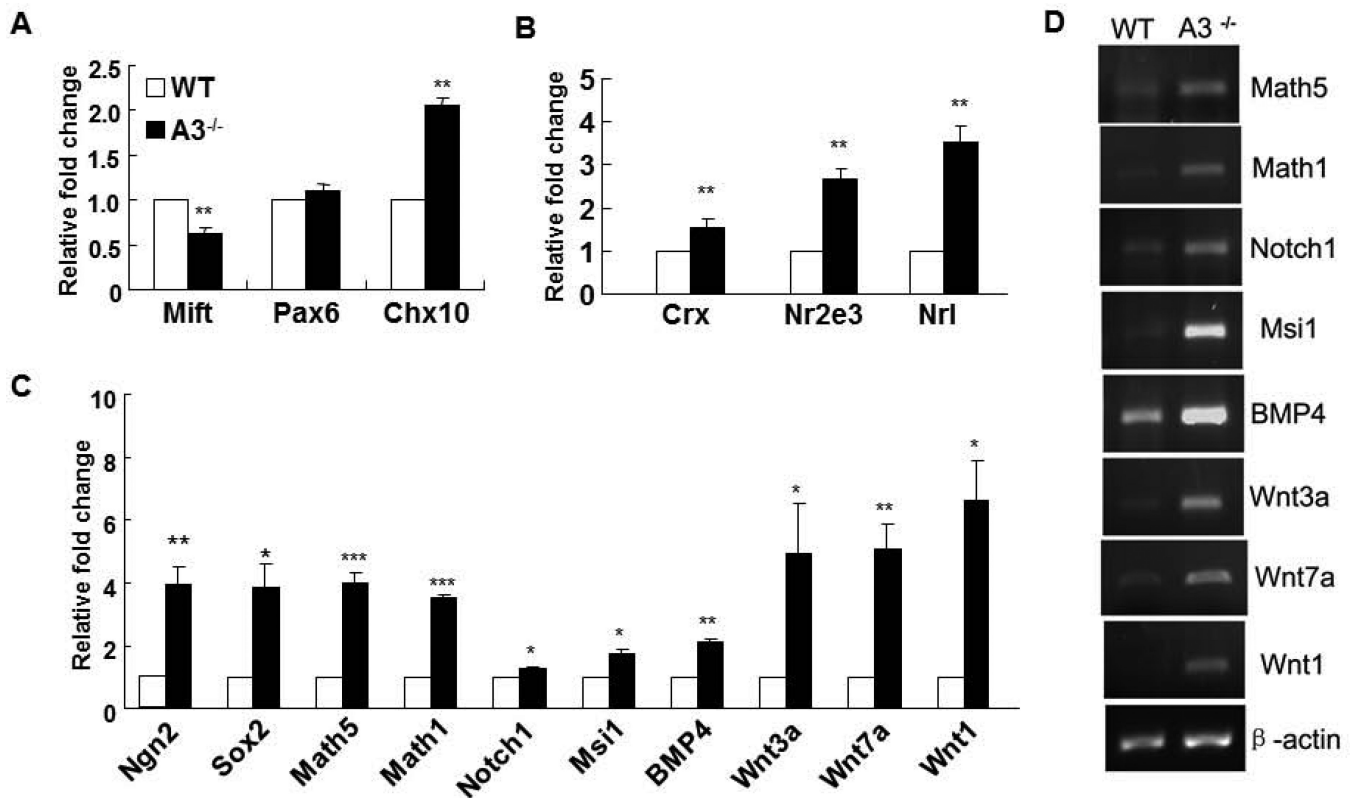 A
Relative fold change
2.5
2.0
1.5
1.0
0.5
0
WT
A3-/-
**
**
Mift
Pax6
Chx10
B
Relative fold change
5
4
3
2
1
0
**
**
**
Crx
Nr2e3
Nrl
C
Relative fold change
10
8
6
4
2
0
**
*
***
***
*
*
**
*
**
*
Ngn2
Sox2
Math5
Math1
Notch1
Msi1
BMP4
Wnt3a
Wnt7a
Wnt1
D
WT A3 -/-
Math5
Math1
Notch1
Msi1
BMP4
Wnt3a
Wnt7a
Wnt1
β-actin